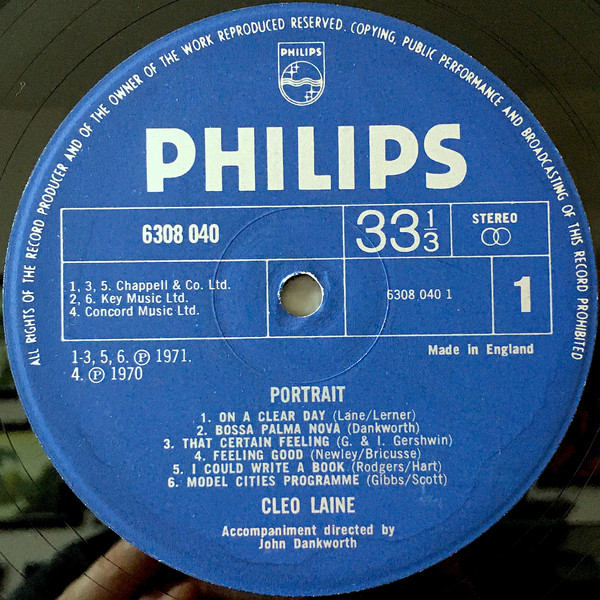 ALL RIGHTS OF THE RECORD PRODUCER AND OF THE OWNER OF THE WORK REPRODUCED RESERVED. COPYING, PUBLIC PERFORMANCE AND BROADCASTING OF THIS RECORD PROHIBITED
PHILIPS
PHILIPS
6308 040
33 1/3
STEREO
1, 3, 5. Chappell & Co. Ltd.
2, 6. Key Music Ltd.
4. Concord Music Ltd.
6308 040 1
1
Made in England
1-3, 5, 6. Ⓟ 1971.
4. Ⓟ 1970
PORTRAIT
1. ON A CLEAR DAY (Lane/Lerner)
2. BOSSA PALMA NOVA (Dankworth)
3. THAT CERTAIN FEELING (G. & I. Gershwin)
4. FEELING GOOD (Newley/Bricusse)
5. I COULD WRITE A BOOK (Rodgers/Hart)
6. MODEL CITIES PROGRAMME (Gibbs/Scott)
CLEO LAINE
Accompaniment directed by
John Dankworth